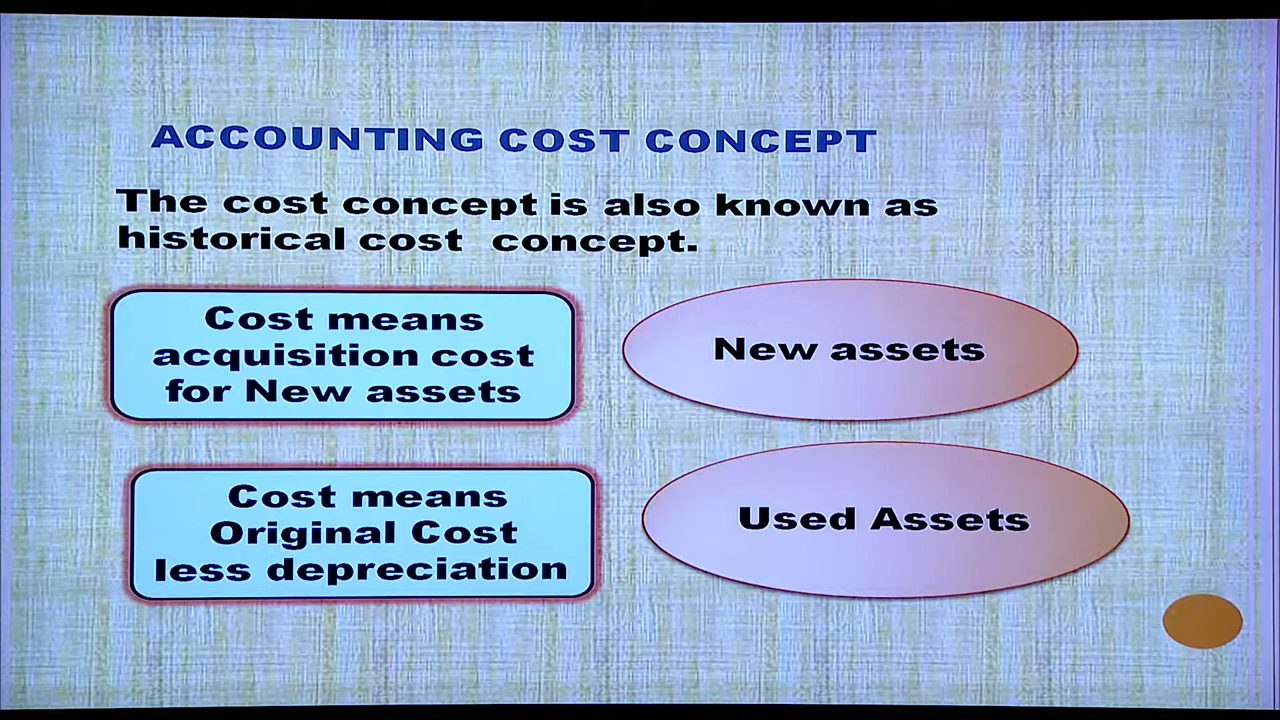 ACCOUNTING COST CONCEPT
The cost concept is also known as
historical cost concept.
Cost means
acquisition cost
for New assets
New assets
Cost means
Original Cost
less depreciation
Used Assets